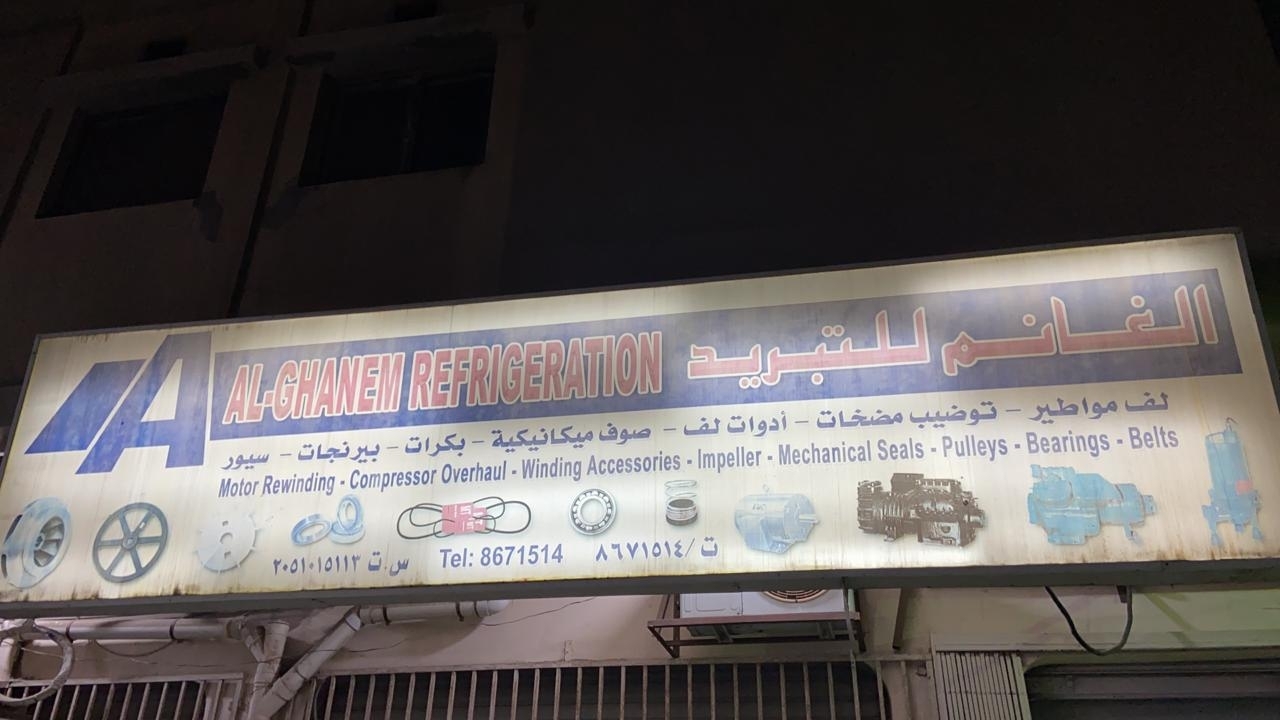 A
AL-GHANEM REFRIGERATION الغانم للتبريد
لف مواطير - توضيب مضخات - أدوات لف - صوف ميكانيكية - بكرات - بيرنجات - سيور
Motor Rewinding - Compressor Overhaul - Winding Accessories - Impeller - Mechanical Seals - Pulleys - Bearings - Belts
س.ت ٢٠٥١٠١٥١١٣ Tel: 8671514 ت/ ٨٦٧١٥١٤